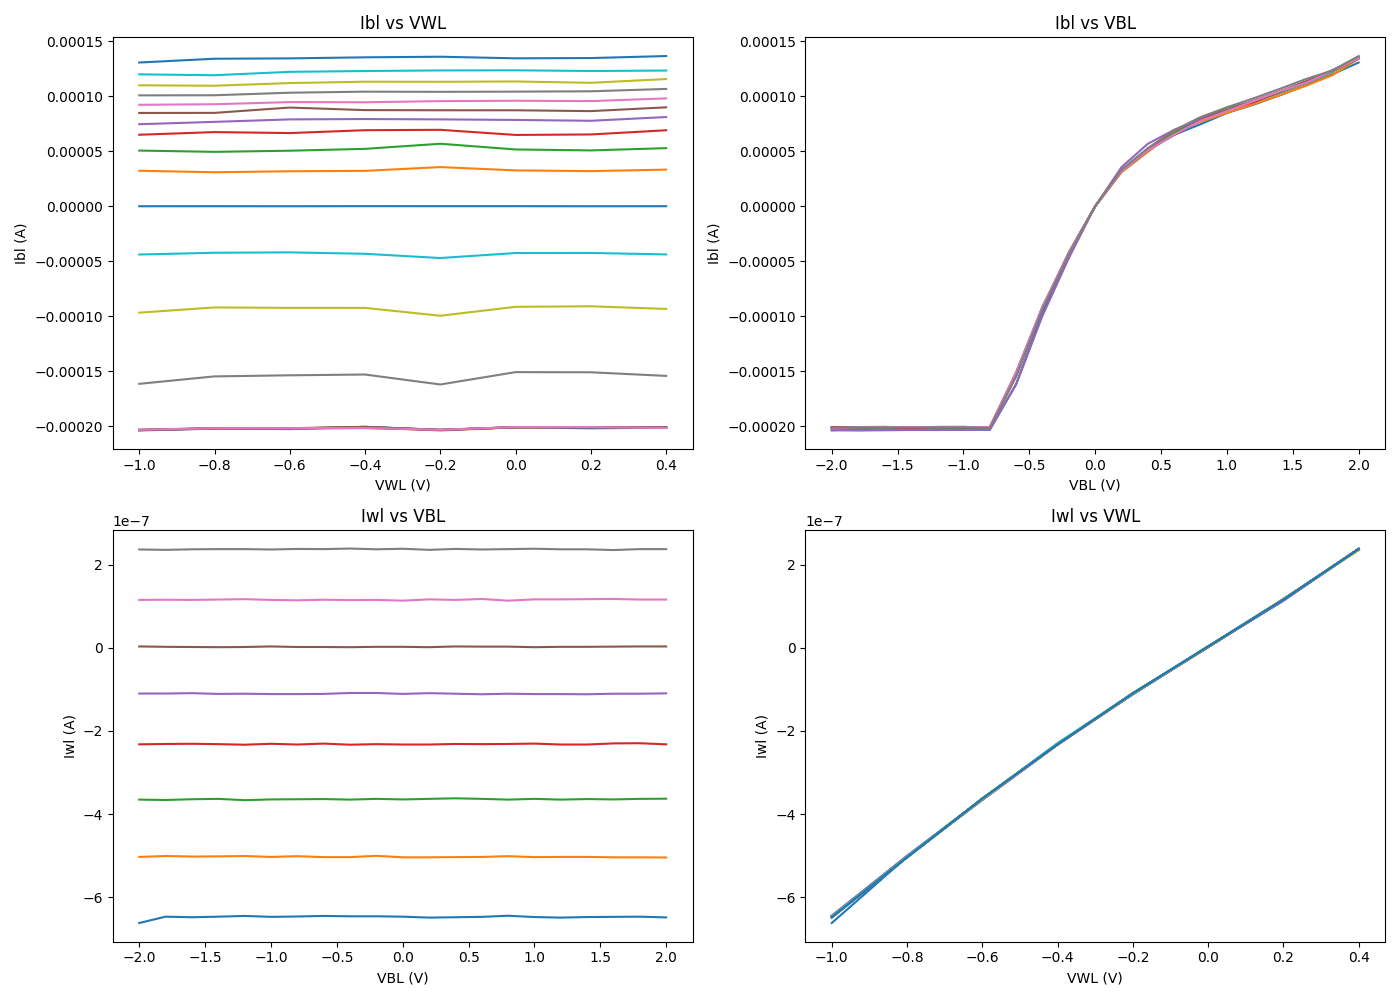 Ibl vs VWL
Ibl (A)
0.00015
0.00010
0.00005
0.00000
−0.00005
−0.00010
−0.00015
−0.00020
−1.0 −0.8 −0.6 −0.4 −0.2 0.0 0.2 0.4
VWL (V)
Ibl vs VBL
Ibl (A)
0.00015
0.00010
0.00005
0.00000
−0.00005
−0.00010
−0.00015
−0.00020
−2.0 −1.5 −1.0 −0.5 0.0 0.5 1.0 1.5 2.0
VBL (V)
Iwl vs VBL
1e−7
Iwl (A)
2
0
−2
−4
−6
−2.0 −1.5 −1.0 −0.5 0.0 0.5 1.0 1.5 2.0
VBL (V)
Iwl vs VWL
1e−7
Iwl (A)
2
0
−2
−4
−6
−1.0 −0.8 −0.6 −0.4 −0.2 0.0 0.2 0.4
VWL (V)